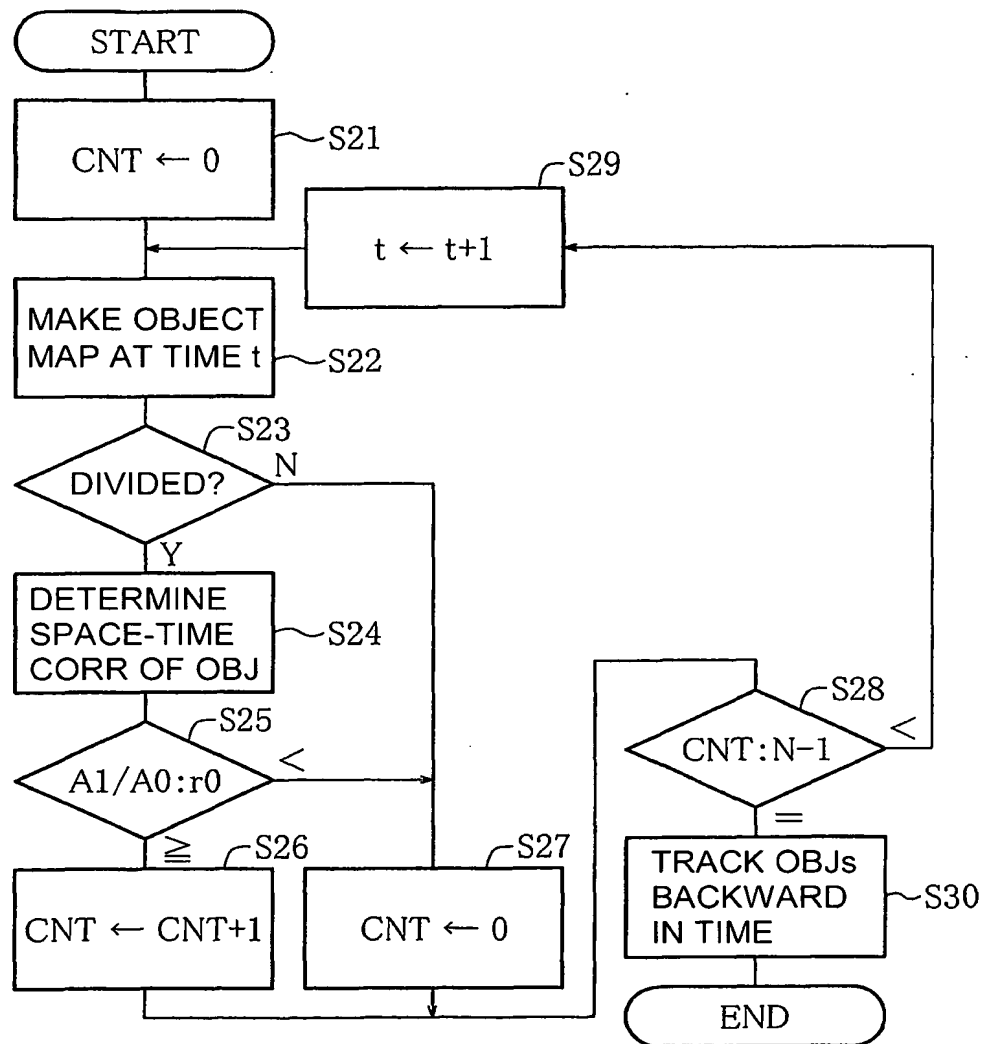 START
CNT ← 0
S21
t ← t+1
S29
MAKE OBJECT
MAP AT TIME t
S22
DIVIDED?
S23
N
Y
DETERMINE
SPACE-TIME
CORR OF OBJ
S24
A1/A0:r0
S25
<
≧
CNT ← CNT+1
S26
CNT ← 0
S27
CNT:N-1
S28
<
=
TRACK OBJs
BACKWARD
IN TIME
S30
END